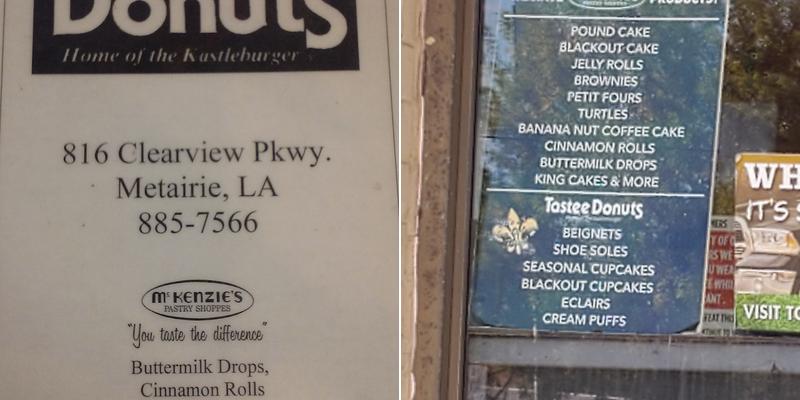 Donuts
Home of the Kastleburger
816 Clearview Pkwy.
Metairie, LA
885-7566
McKENZIE'S
PASTRY SHOPPES
"You taste the difference"
Buttermilk Drops,
Cinnamon Rolls
PRODUCTS!
POUND CAKE
BLACKOUT CAKE
JELLY ROLLS
BROWNIES
PETIT FOURS
TURTLES
BANANA NUT COFFEE CAKE
CINNAMON ROLLS
BUTTERMILK DROPS
KING CAKES & MORE
Tastee Donuts
BEIGNETS
SHOE SOLES
SEASONAL CUPCAKES
BLACKOUT CUPCAKES
ECLAIRS
CREAM PUFFS
WH
IT'S
VISIT TO